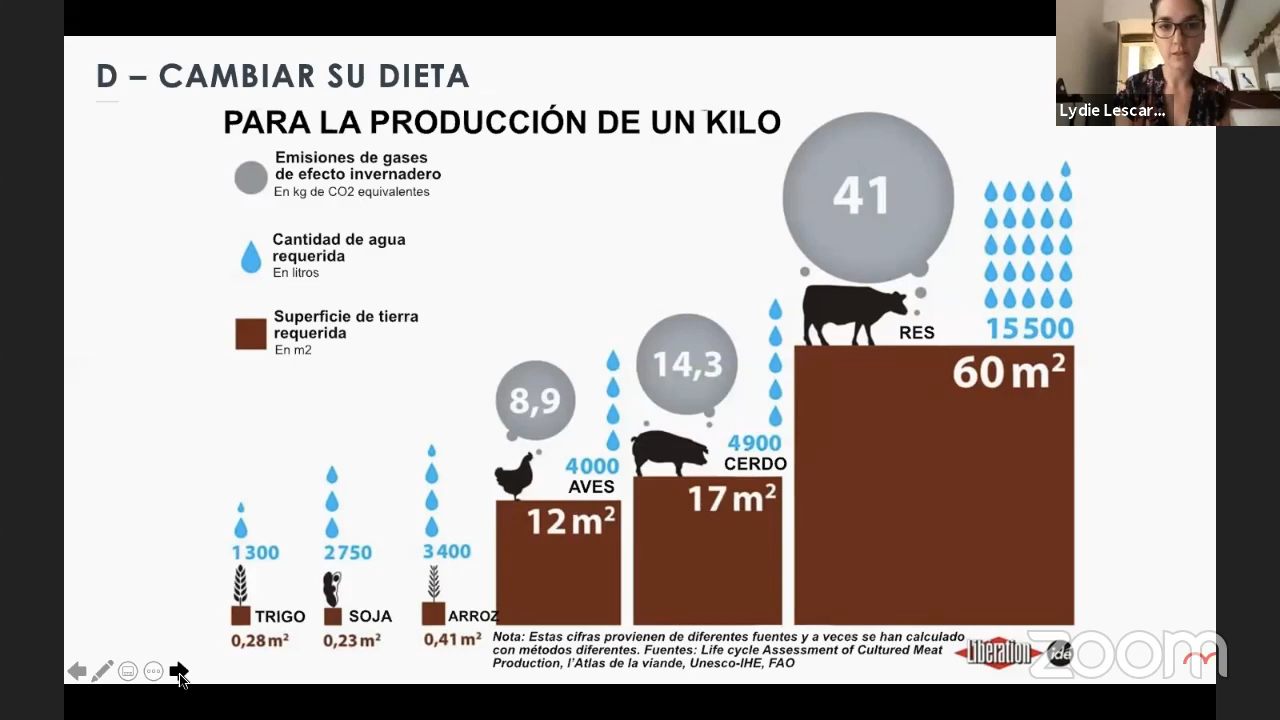 D – CAMBIAR SU DIETA
Lydie Lescar...
PARA LA PRODUCCIÓN DE UN KILO
Emisiones de gases
de efecto invernadero
En kg de CO2 equivalentes
Cantidad de agua
requerida
En litros
Superficie de tierra
requerida
En m2
1300
TRIGO
0,28 m²
2750
SOJA
0,23 m²
3400
ARROZ
0,41 m²
8,9
4000
AVES
12 m²
14,3
4900
CERDO
17 m²
41
RES
15500
60 m²
Nota: Estas cifras provienen de diferentes fuentes y a veces se han calculado
con métodos diferentes. Fuentes: Life cycle Assessment of Cultured Meat
Production, l'Atlas de la viande, Unesco-IHE, FAO
Libération
idé
zoom